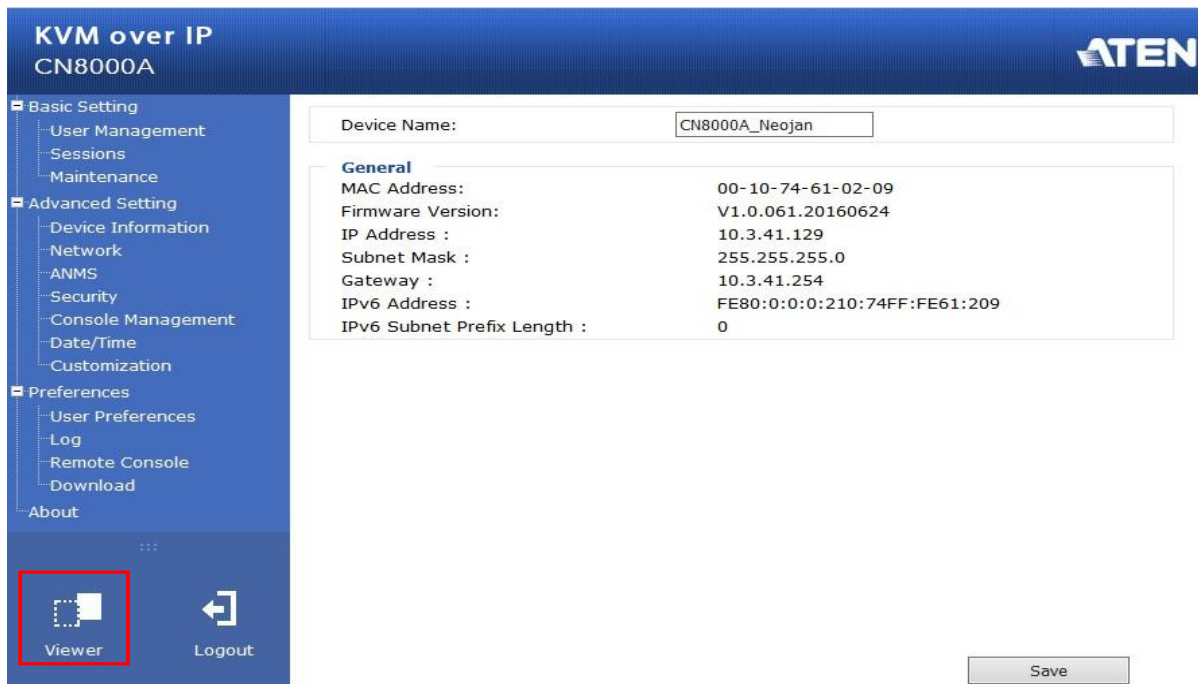 KVM over IP
CN8000A
ATEN
Basic Setting
User Management
Sessions
Maintenance
Advanced Setting
Device Information
Network
ANMS
Security
Console Management
Date/Time
Customization
Preferences
User Preferences
Log
Remote Console
Download
About
Viewer
Logout
Device Name: CN8000A_Neojan
General
MAC Address: 00-10-74-61-02-09
Firmware Version: V1.0.061.20160624
IP Address : 10.3.41.129
Subnet Mask : 255.255.255.0
Gateway : 10.3.41.254
IPv6 Address : FE80:0:0:0:210:74FF:FE61:209
IPv6 Subnet Prefix Length : 0
Save